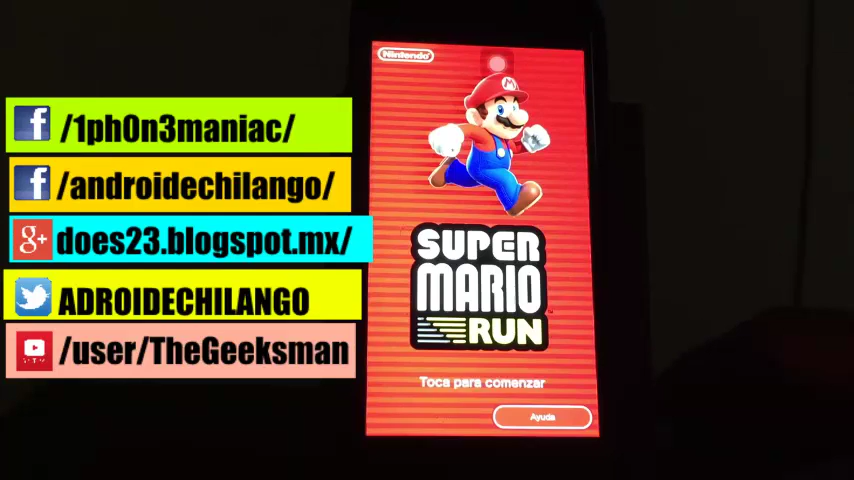 /1ph0n3maniac/
/androidechilango/
does23.blogspot.mx/
ADROIDECHILANGO
/user/TheGeeksman
Nintendo
SUPER
MARIO
RUN
Toca para comenzar
Ayuda